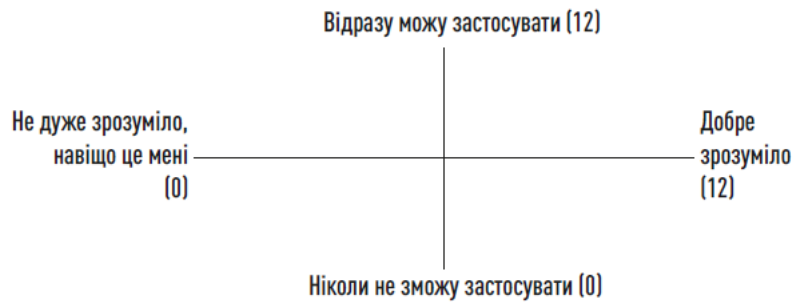 Відразу можу застосувати (12)
Не дуже зрозуміло,
навіщо це мені
(0)
Добре
зрозуміло
(12)
Ніколи не зможу застосувати (0)